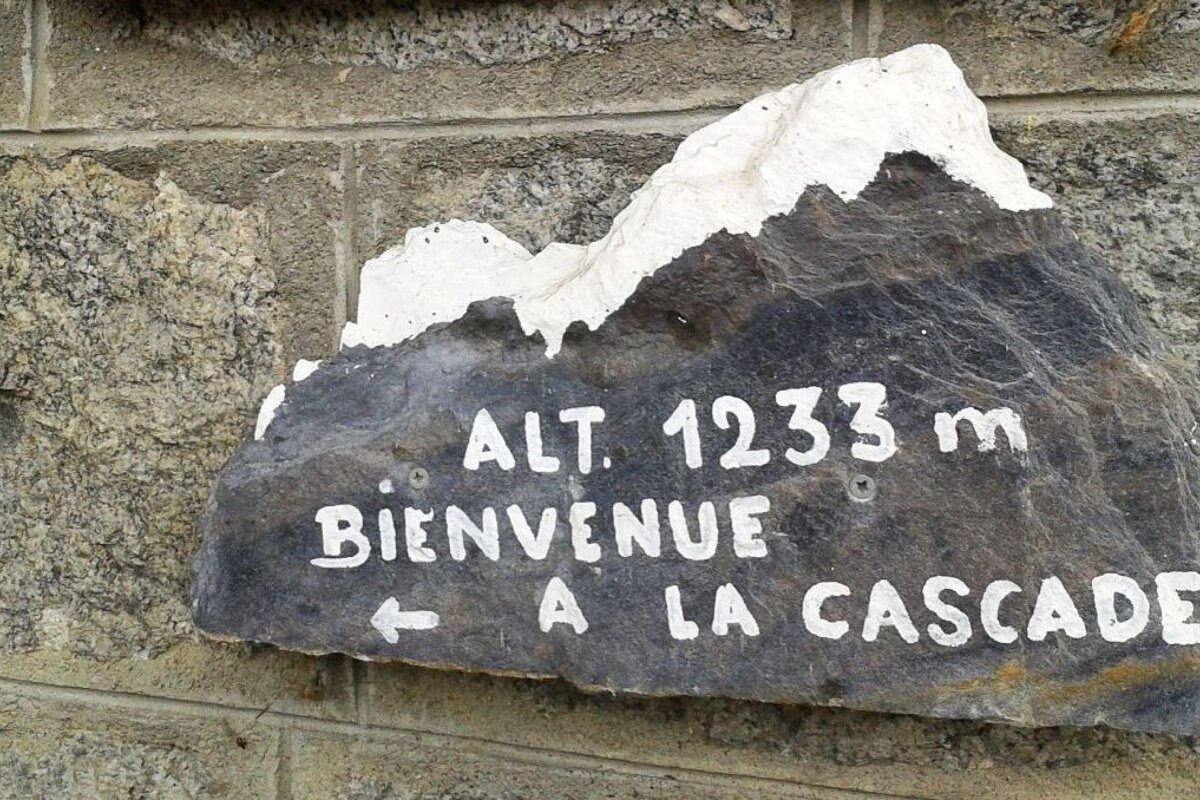 ALT. 1233 m
BiENVENUE
← A LA CASCADE